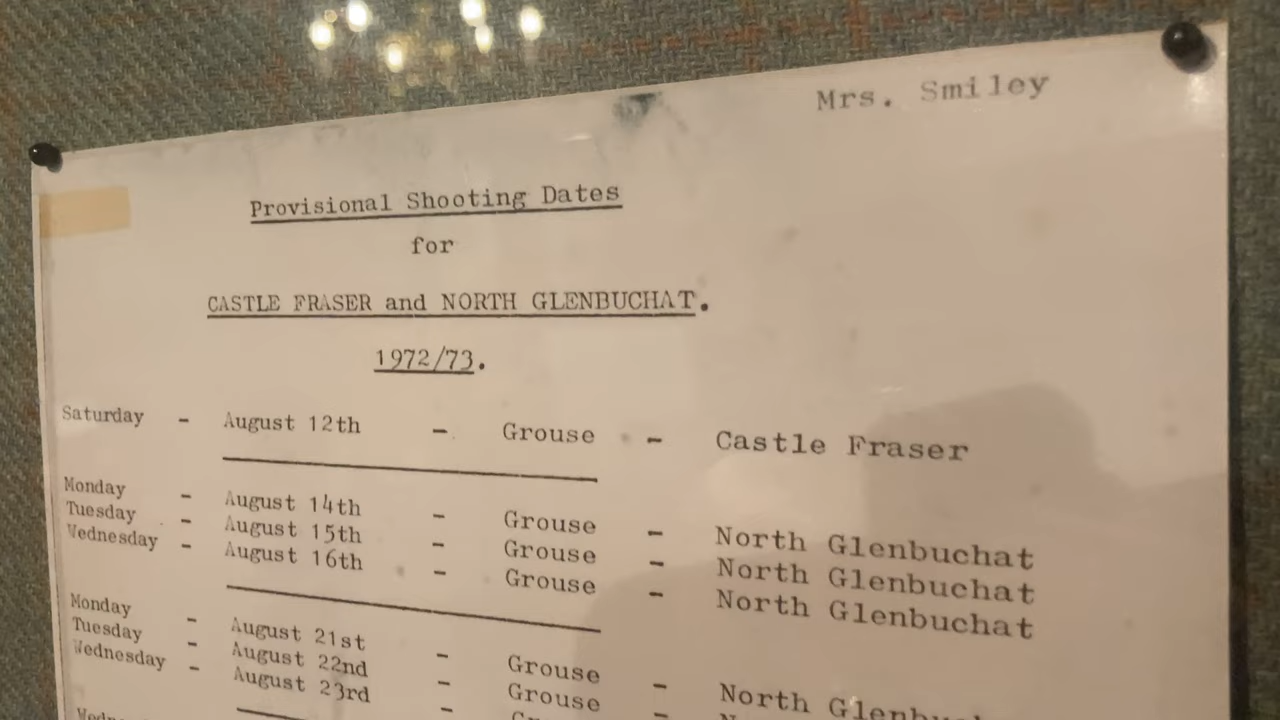 Mrs. Smiley
Provisional Shooting Dates
for
CASTLE FRASER and NORTH GLENBUCHAT.
1972/73.
Saturday - August 12th - Grouse - Castle Fraser
Monday - August 14th - Grouse - North Glenbuchat
Tuesday - August 15th - Grouse - North Glenbuchat
Wednesday - August 16th - Grouse - North Glenbuchat
Monday - August 21st - Grouse - North Glenbuchat
Tuesday - August 22nd - Grouse -
Wednesday - August 23rd -